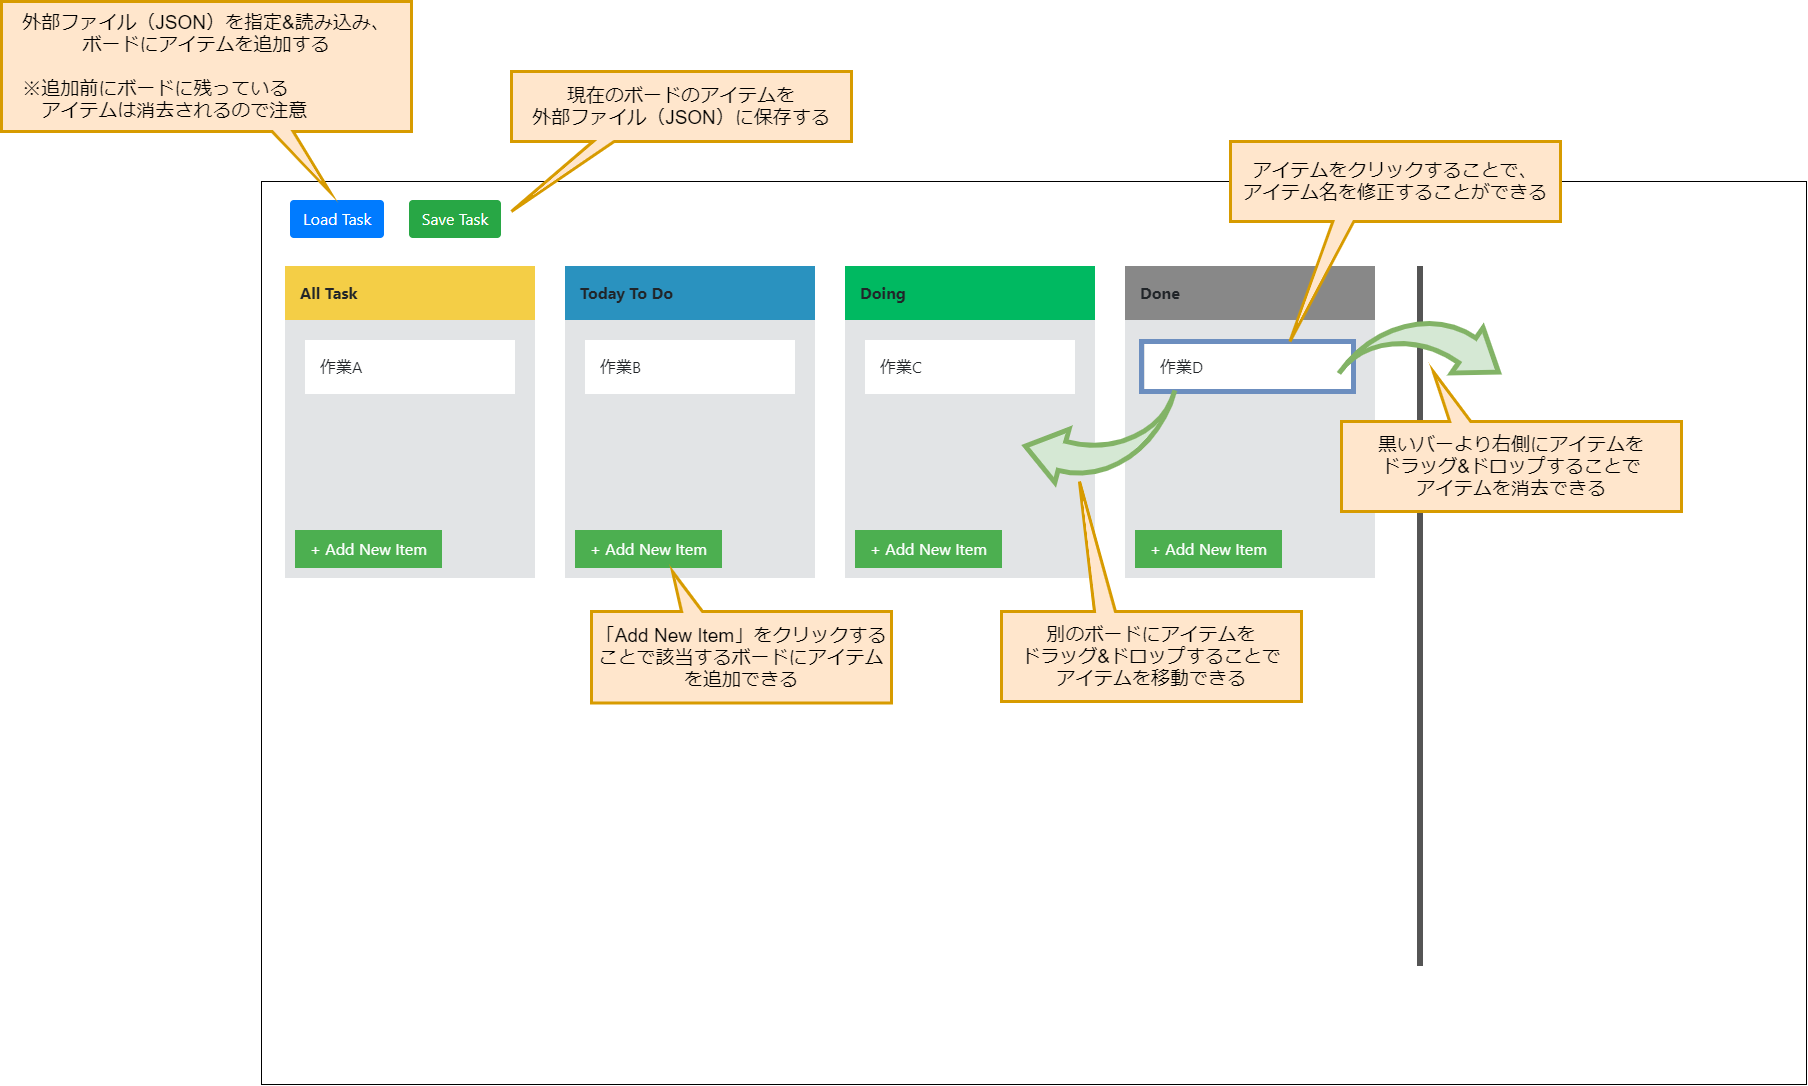 外部ファイル（JSON）を指定&読み込み、
ボードにアイテムを追加する
※追加前にボードに残っている
アイテムは消去されるので注意
現在のボードのアイテムを
外部ファイル（JSON）に保存する
アイテムをクリックすることで、
アイテム名を修正することができる
Load Task
Save Task
All Task
Today To Do
Doing
Done
作業A
作業B
作業C
作業D
黒いバーより右側にアイテムを
ドラッグ&ドロップすることで
アイテムを消去できる
+ Add New Item
+ Add New Item
+ Add New Item
+ Add New Item
「Add New Item」をクリックする
ことで該当するボードにアイテム
を追加できる
別のボードにアイテムを
ドラッグ&ドロップすることで
アイテムを移動できる